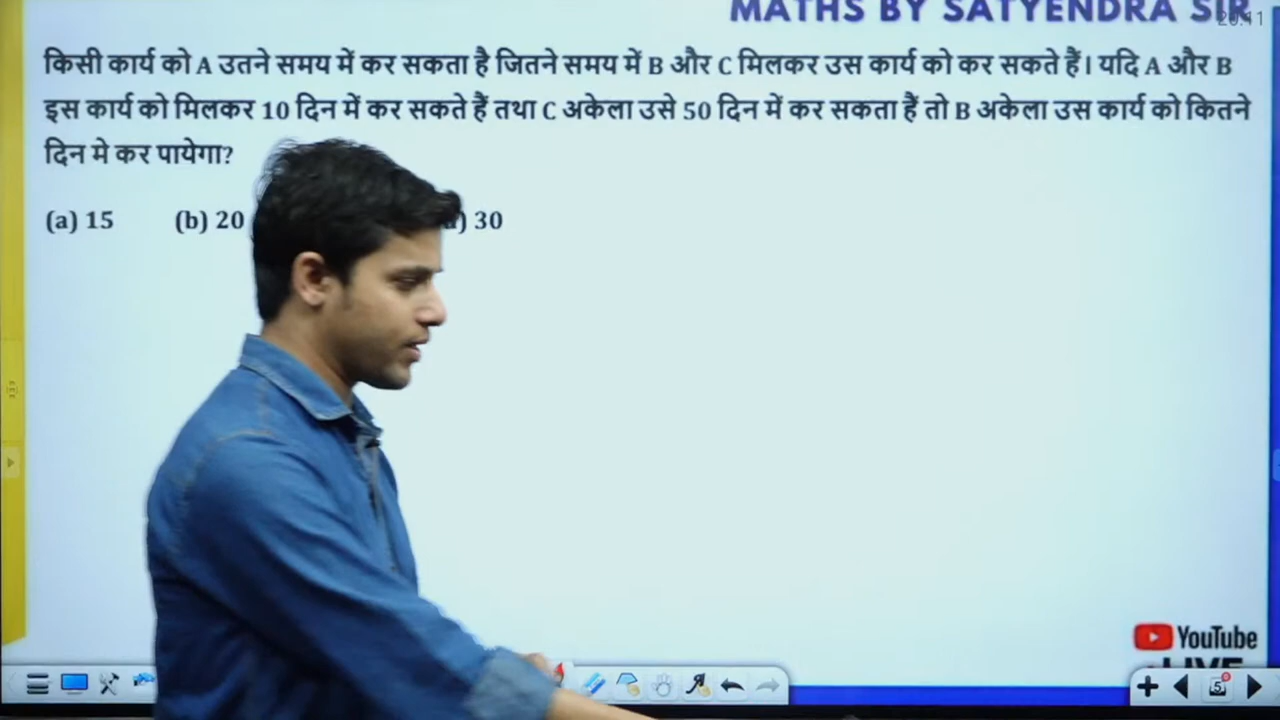 MATHS BY SATYENDRA SIR
किसी कार्य को A उतने समय में कर सकता है जितने समय में B और C मिलकर उस कार्य को कर सकते हैं। यदि A और B
इस कार्य को मिलकर 10 दिन में कर सकते हैं तथा C अकेला उसे 50 दिन में कर सकता हैं तो B अकेला उस कार्य को कितने
दिन मे कर पायेगा?
(a) 15 (b) 20 30
YouTube
LIVE